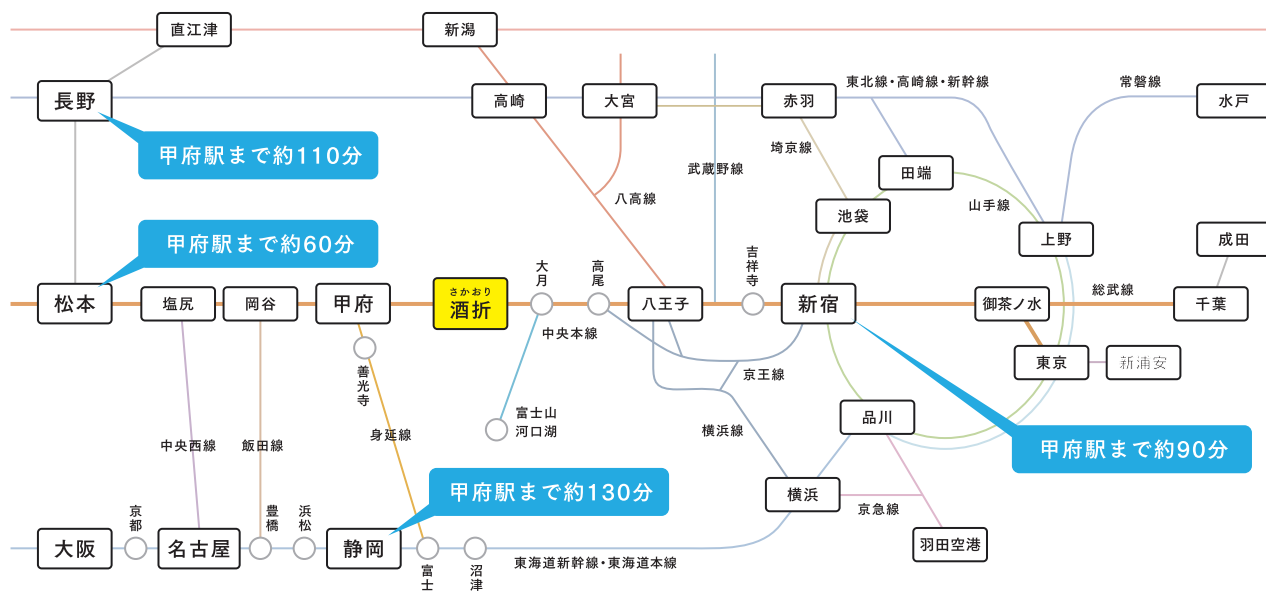 直江津
新潟
長野
高崎
大宮
赤羽
東北線・高崎線・新幹線
常磐線
水戸
甲府駅まで約110分
武蔵野線
埼京線
田端
八高線
池袋
山手線
上野
成田
甲府駅まで約60分
松本
塩尻
岡谷
甲府
さかおり
酒折
大月
高尾
八王子
吉祥寺
新宿
御茶ノ水
総武線
千葉
中央本線
善光寺
京王線
東京
新浦安
富士山
河口湖
中央西線
飯田線
身延線
横浜線
品川
甲府駅まで約90分
甲府駅まで約130分
横浜
京急線
羽田空港
大阪
京都
名古屋
豊橋
浜松
静岡
富士
沼津
東海道新幹線・東海道本線